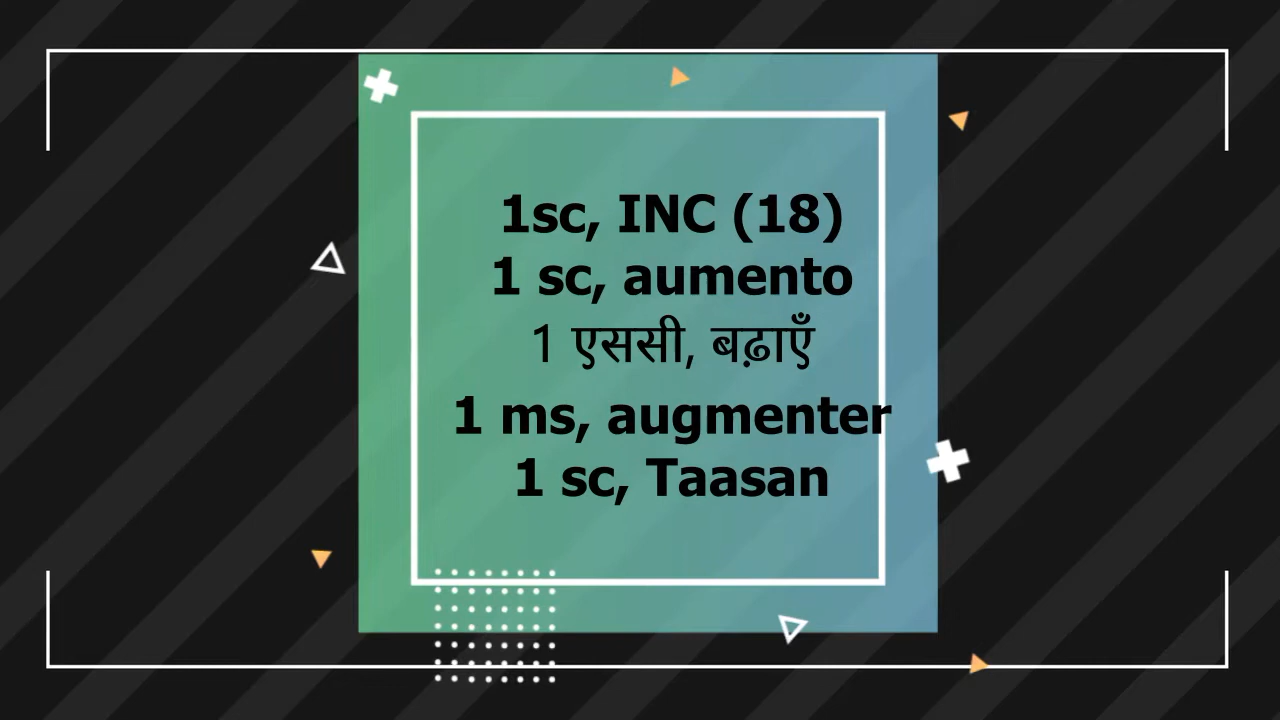 1sc, INC (18)
1 sc, aumento
1 एससी, बढ़ाएँ
1 ms, augmenter
1 sc, Taasan